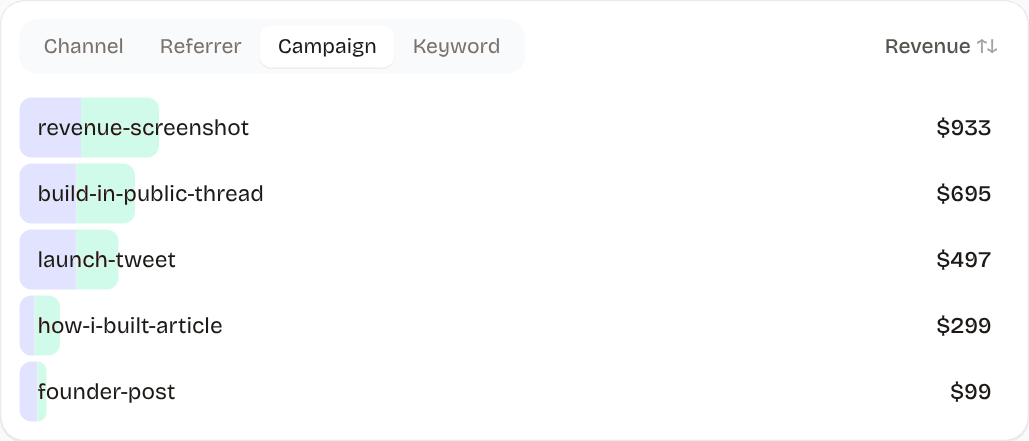 Channel Referrer Campaign Keyword Revenue ↑↓
revenue-screenshot $933
build-in-public-thread $695
launch-tweet $497
how-i-built-article $299
founder-post $99